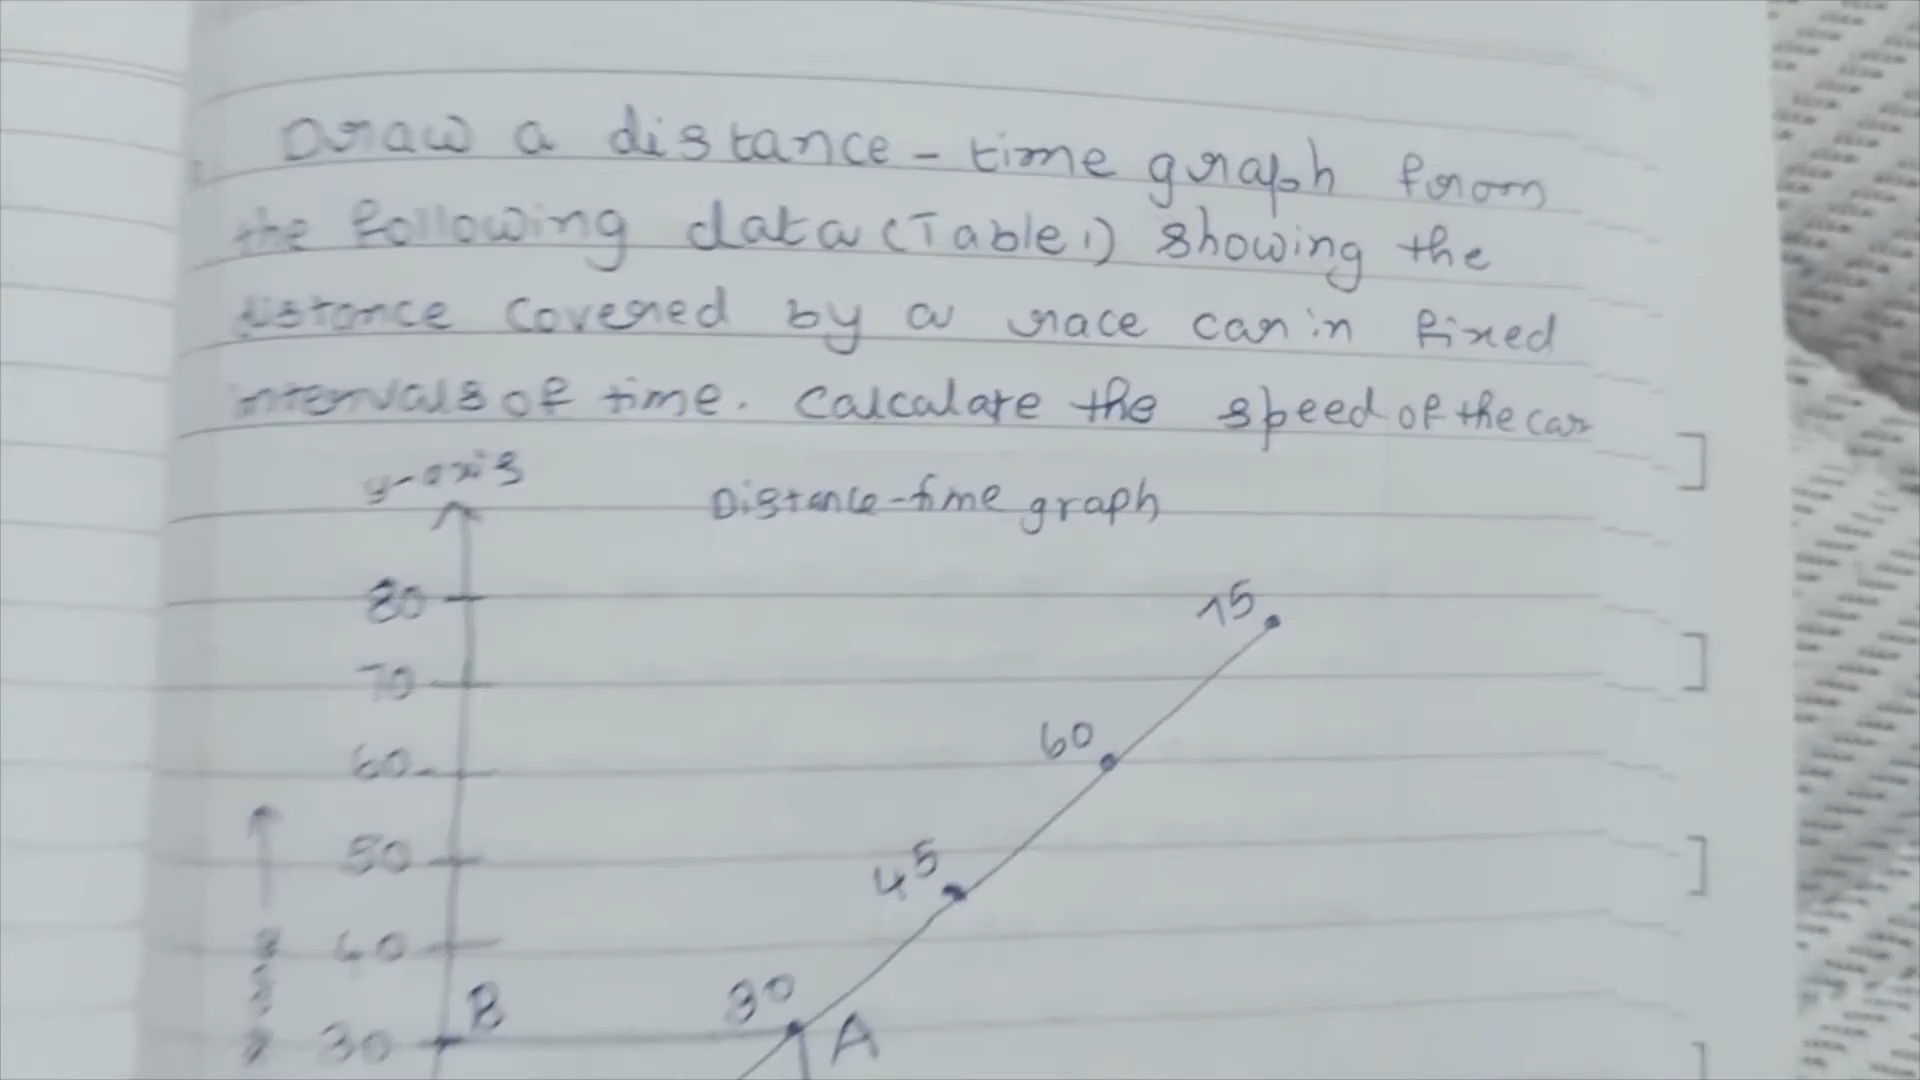 Draw a distance - time graph from
the following data (Table 1) showing the
distance covered by a race car in fixed
intervals of time. Calculate the speed of the car
y-axis
Distance-time graph
80
75
70
60
60
50
45
40
B
30
30
A